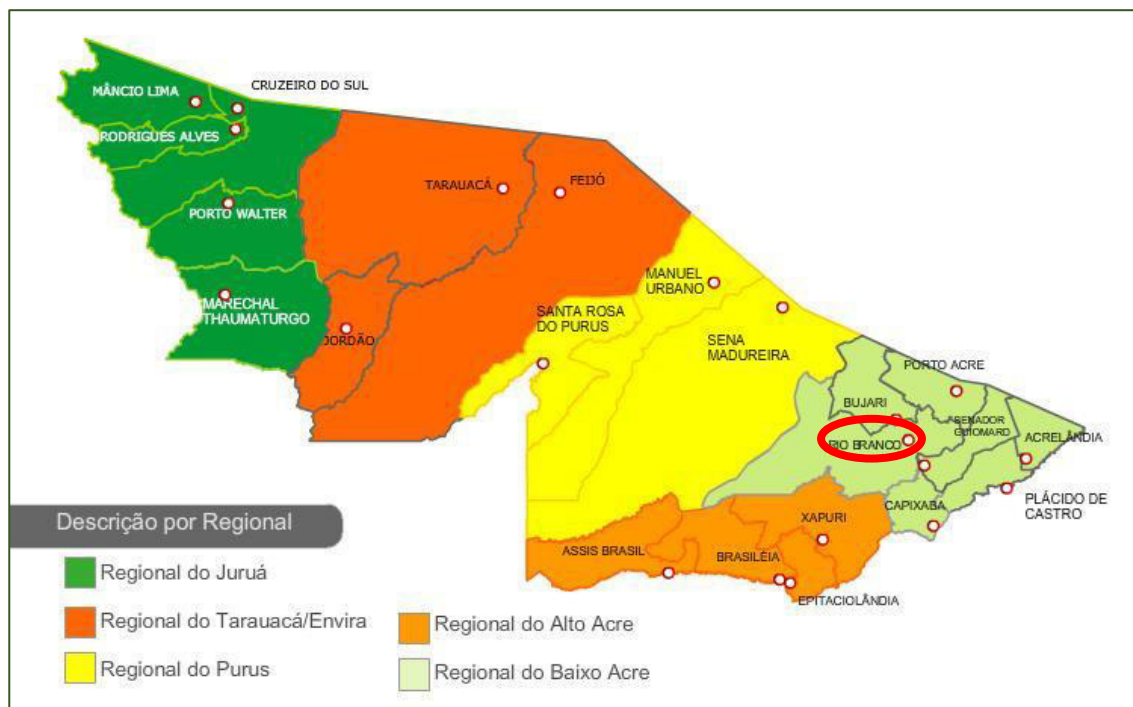 MÂNCIO LIMA
CRUZEIRO DO SUL
RODRIGUES ALVES
TARAUACÁ
FEIJÓ
PORTO WALTER
MANUEL
URBANO
MARECHAL
THAUMATURGO
SANTA ROSA
DO PURUS
JORDÃO
SENA
MADUREIRA
PORTO ACRE
BUJARI
SENADOR
GUIOMARD
RIO BRANCO
ACRELÂNDIA
PLÁCIDO DE
CASTRO
CAPIXABA
XAPURI
ASSIS BRASIL
BRASILÉIA
EPITACIOLÂNDIA
Descrição por Regional
Regional do Juruá
Regional do Tarauacá/Envira
Regional do Purus
Regional do Alto Acre
Regional do Baixo Acre